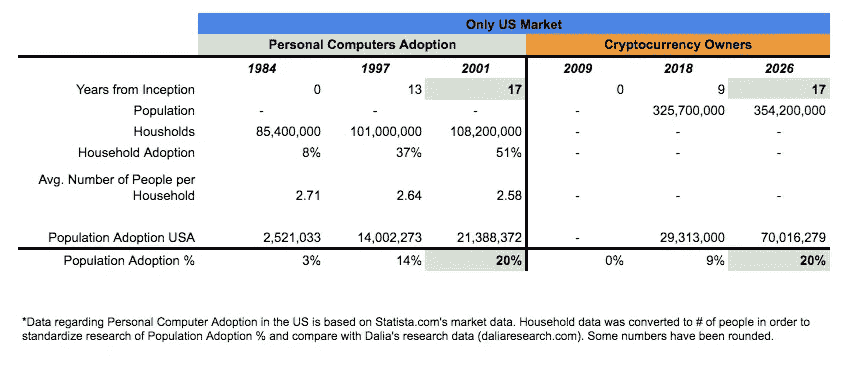 Only US Market
Personal Computers Adoption Cryptocurrency Owners
1984 1997 2001 2009 2018 2026
Years from Inception 0 13 17 0 9 17
Population - - - - 325,700,000 354,200,000
Housholds 85,400,000 101,000,000 108,200,000 - - -
Household Adoption 8% 37% 51% - - -
Avg. Number of People per
Household 2.71 2.64 2.58 - - -
Population Adoption USA 2,521,033 14,002,273 21,388,372 - 29,313,000 70,016,279
Population Adoption % 3% 14% 20% 0% 9% 20%
*Data regarding Personal Computer Adoption in the US is based on Statista.com's market data. Household data was converted to # of people in order to
standardize research of Population Adoption % and compare with Dalia's research data (daliaresearch.com). Some numbers have been rounded.